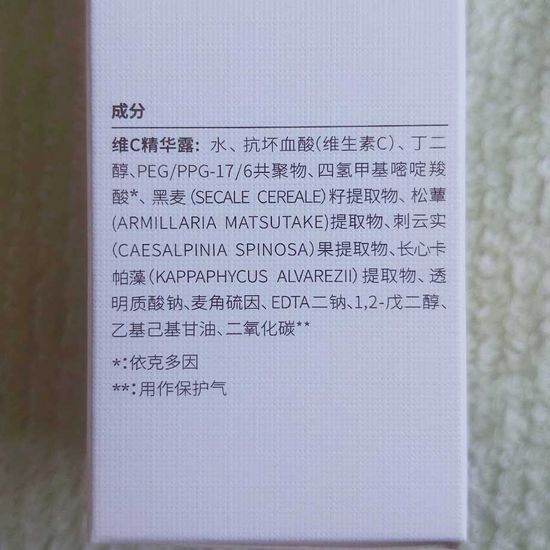 成分
维C精华露: 水、抗坏血酸(维生素C)、丁二
醇、PEG/PPG-17/6共聚物、四氢甲基嘧啶羧
酸*、黑麦(SECALE CEREALE)籽提取物、松蕈
(ARMILLARIA MATSUTAKE)提取物、刺云实
(CAESALPINIA SPINOSA)果提取物、长心卡
帕藻(KAPPAPHYCUS ALVAREZII)提取物、透
明质酸钠、麦角硫因、EDTA二钠、1,2-戊二醇、
乙基己基甘油、二氧化碳**
*:依克多因
**:用作保护气